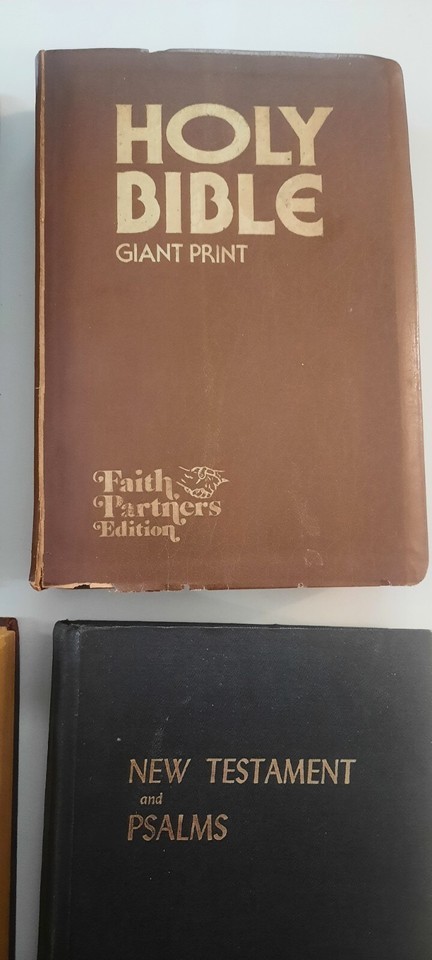 HOLY
BIBLE
GIANT PRINT
Faith
Partners
Edition
NEW TESTAMENT
and
PSALMS